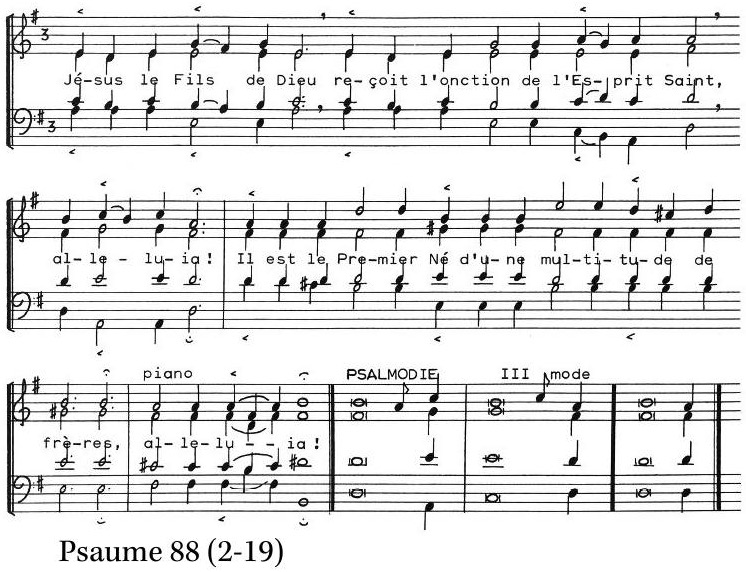 3
Jé-sus le Fils de Dieu re-çoit l'onction de l'Es-prit Saint,
3
al-le-lu-ia! Il est le Pre-mier Né d'u-ne mul-ti-tu-de de
piano PSALMODIE III mode
frè-res, al-le-lu--ia!
Psaume 88 (2-19)